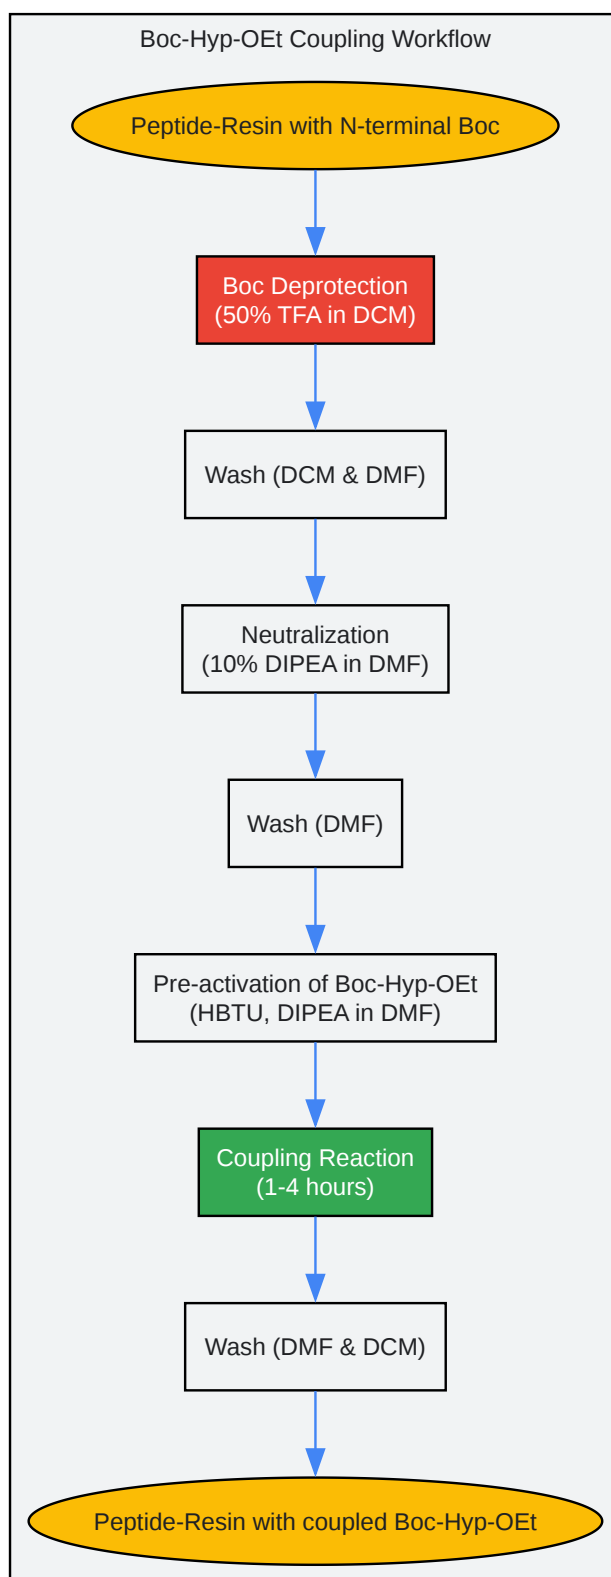 Boc-Hyp-OEt Coupling Workflow
Peptide-Resin with N-terminal Boc
Boc Deprotection
(50% TFA in DCM)
Wash (DCM & DMF)
Neutralization
(10% DIPEA in DMF)
Wash (DMF)
Pre-activation of Boc-Hyp-OEt
(HBTU, DIPEA in DMF)
Coupling Reaction
(1-4 hours)
Wash (DMF & DCM)
Peptide-Resin with coupled Boc-Hyp-OEt